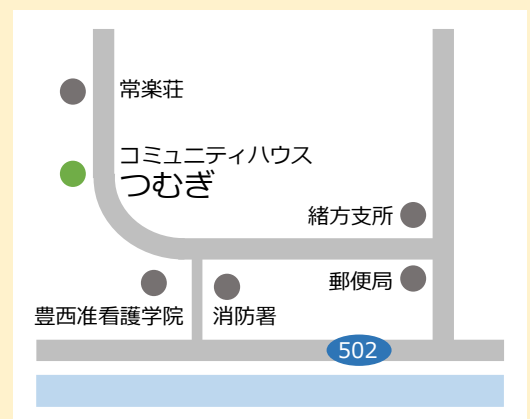 常楽荘
コミュニティハウス
つむぎ
緒方支所
郵便局
豊西准看護学院
消防署
502